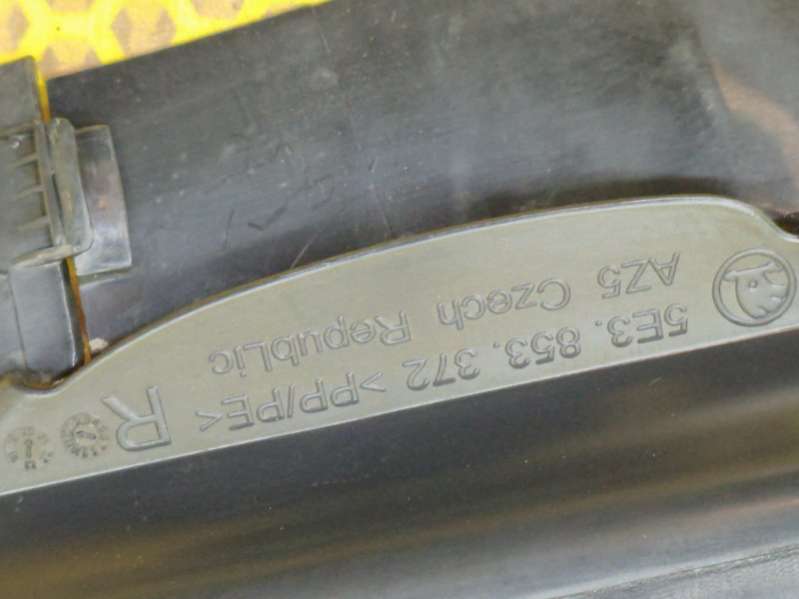 5E3. 853. 372 >PP/PE< R
AZ5 Czech Republic